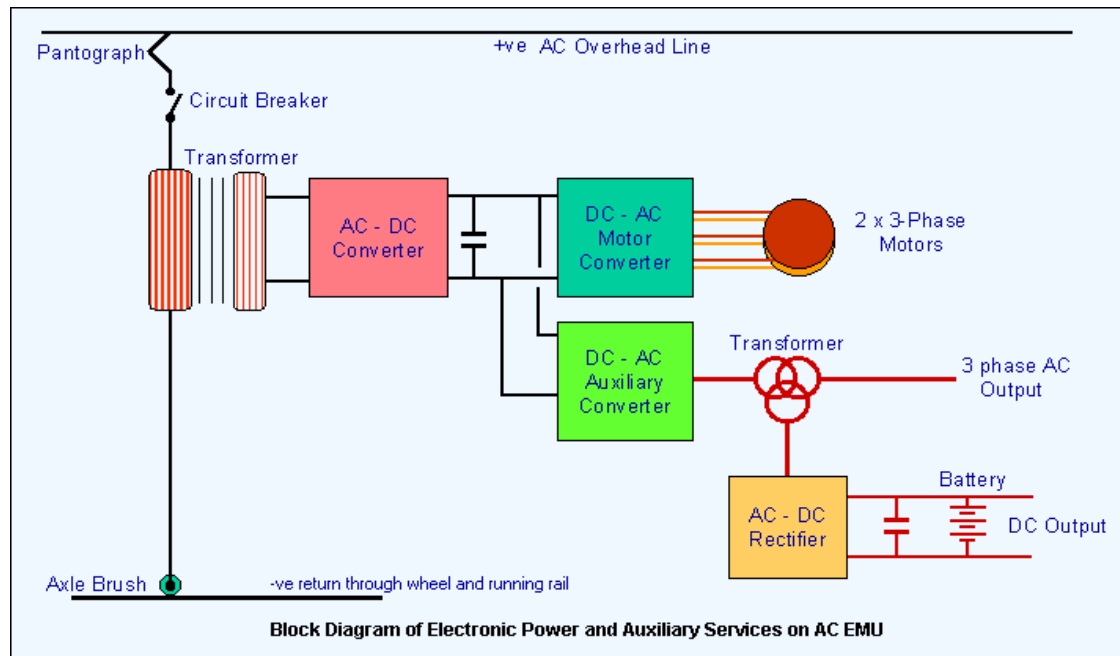 +ve AC Overhead Line
Pantograph
Circuit Breaker
Transformer
AC - DC
Converter
DC - AC
Motor
Converter
2 x 3-Phase
Motors
DC - AC
Auxiliary
Converter
Transformer
3 phase AC
Output
AC - DC
Rectifier
Battery
DC Output
Axle Brush
-ve return through wheel and running rail
Block Diagram of Electronic Power and Auxiliary Services on AC EMU